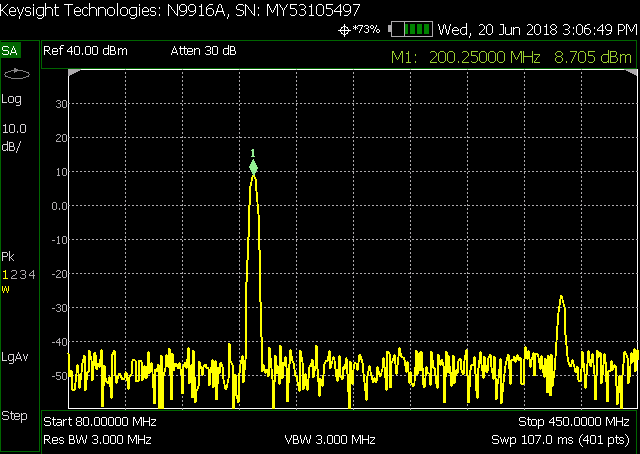 Keysight Technologies: N9916A, SN: MY53105497
*73% Wed, 20 Jun 2018 3:06:49 PM
SA Ref 40.00 dBm Atten 30 dB
M1: 200.25000 MHz 8.705 dBm
Log
10.0
dB/
30
20
10
0.0
-10
-20
-30
-40
-50
1
Pk
1 2 3 4
W
LgAv
Step
Start 80.00000 MHz Stop 450.0000 MHz
Res BW 3.000 MHz VBW 3.000 MHz Swp 107.0 ms (401 pts)